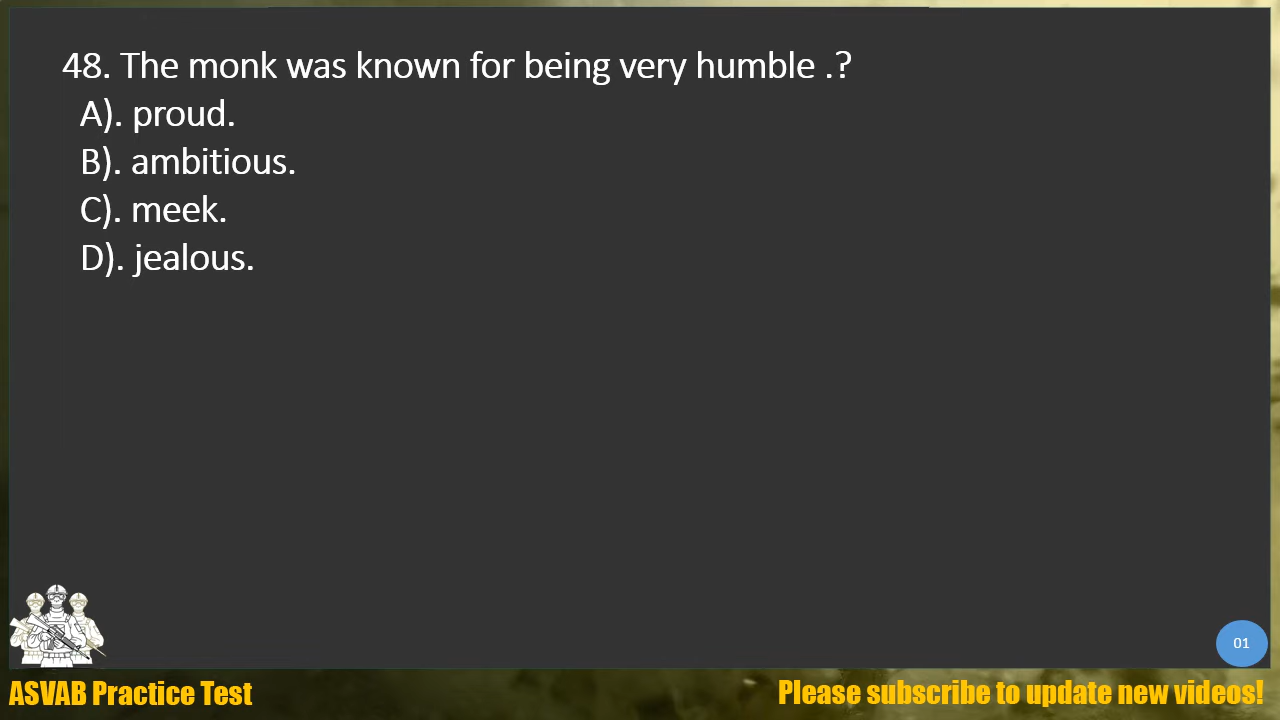 48. The monk was known for being very humble .?
A). proud.
B). ambitious.
C). meek.
D). jealous.
01
ASVAB Practice Test
Please subscribe to update new videos!